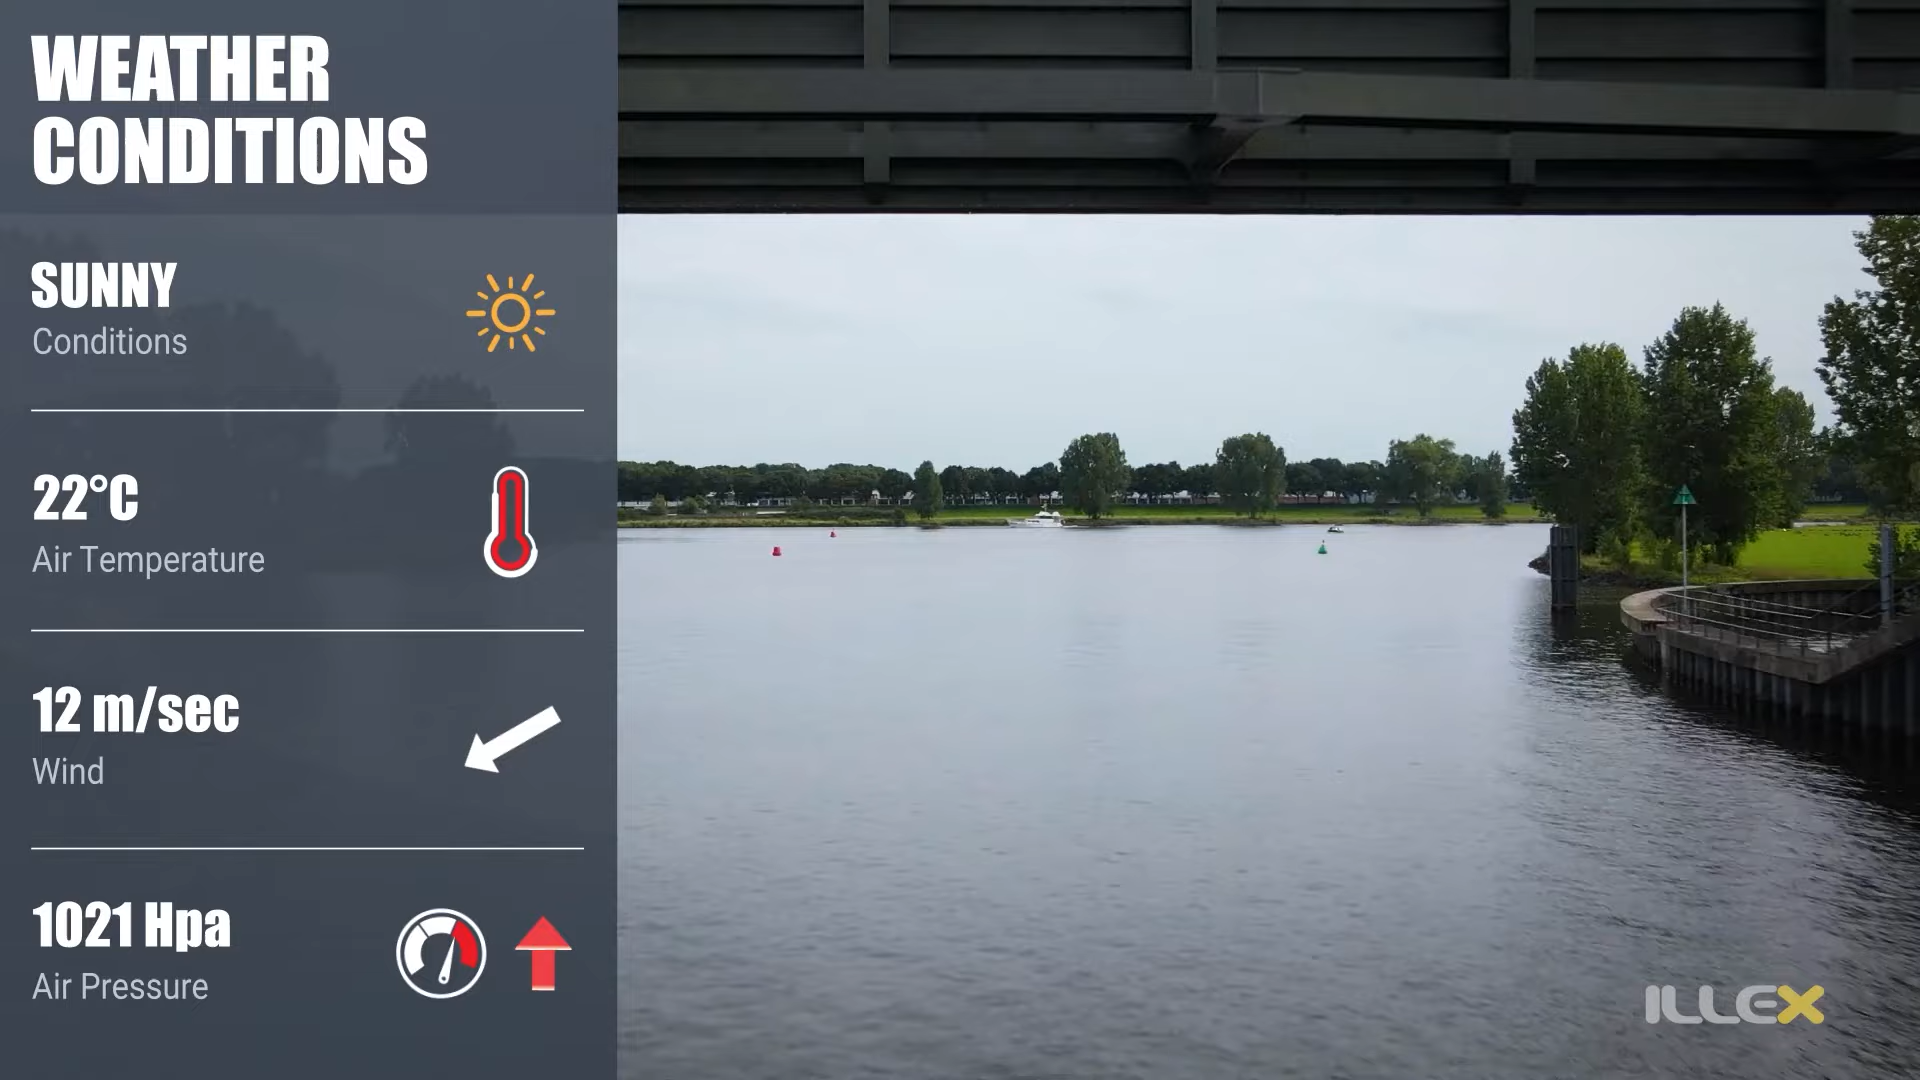 WEATHER
CONDITIONS
SUNNY
Conditions
22°C
Air Temperature
12 m/sec
Wind
1021 Hpa
Air Pressure
ILLEX